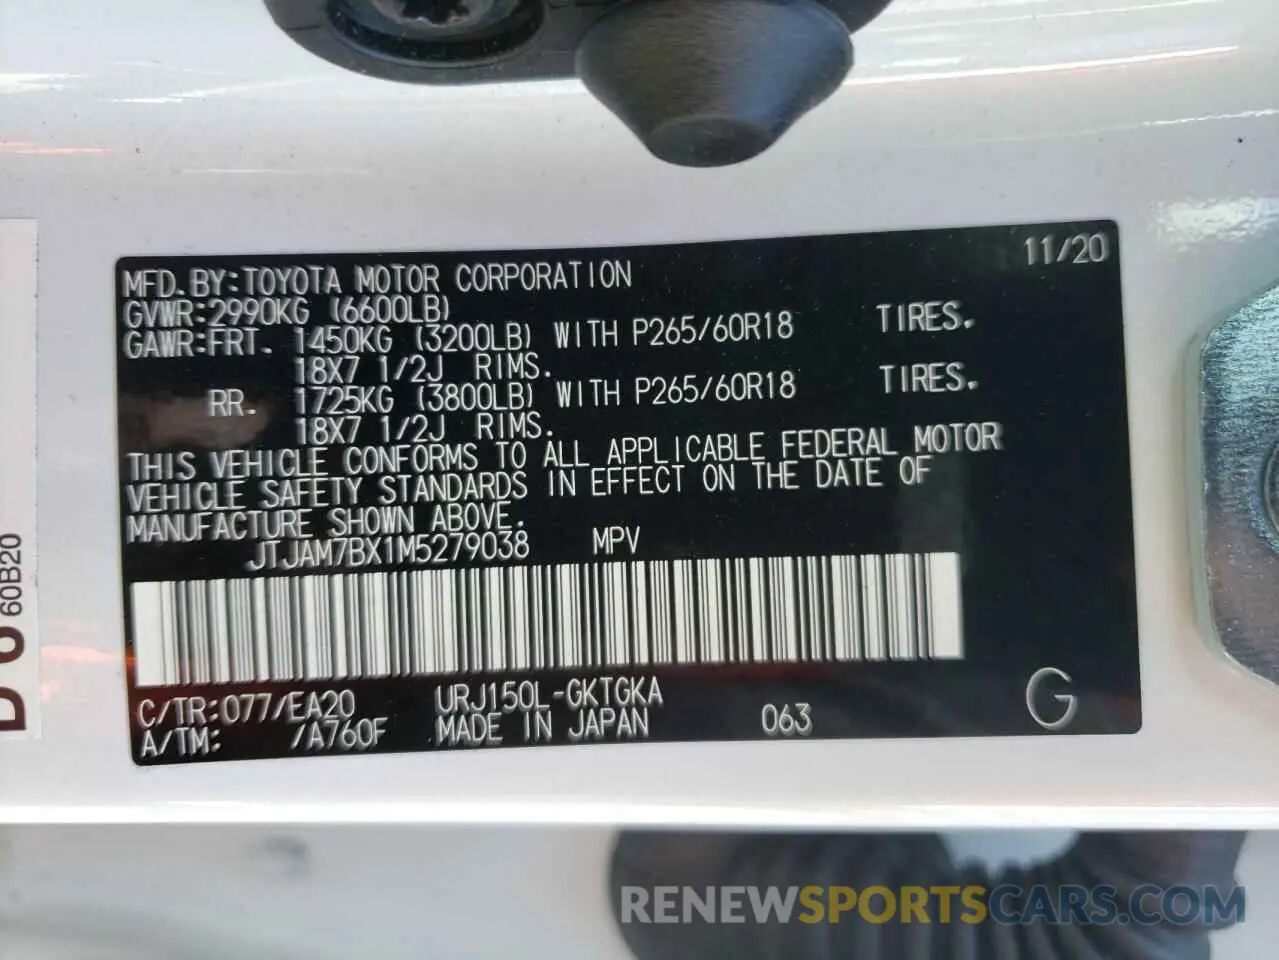 11/20
MFD.BY:TOYOTA MOTOR CORPORATION
GVWR:2990KG (6600LB)
GAWR:FRT. 1450KG (3200LB) WITH P265/60R18 TIRES.
18X7 1/2J RIMS.
RR. 1725KG (3800LB) WITH P265/60R18 TIRES.
18X7 1/2J RIMS.
THIS VEHICLE CONFORMS TO ALL APPLICABLE FEDERAL MOTOR
VEHICLE SAFETY STANDARDS IN EFFECT ON THE DATE OF
MANUFACTURE SHOWN ABOVE.
JTJAM7BX1M5279038 MPV
C/TR:077/EA20 URJ150L-GKTGKA
A/TM: /A760F MADE IN JAPAN 063 G
60B20
RENEWSPORTSCARS.COM